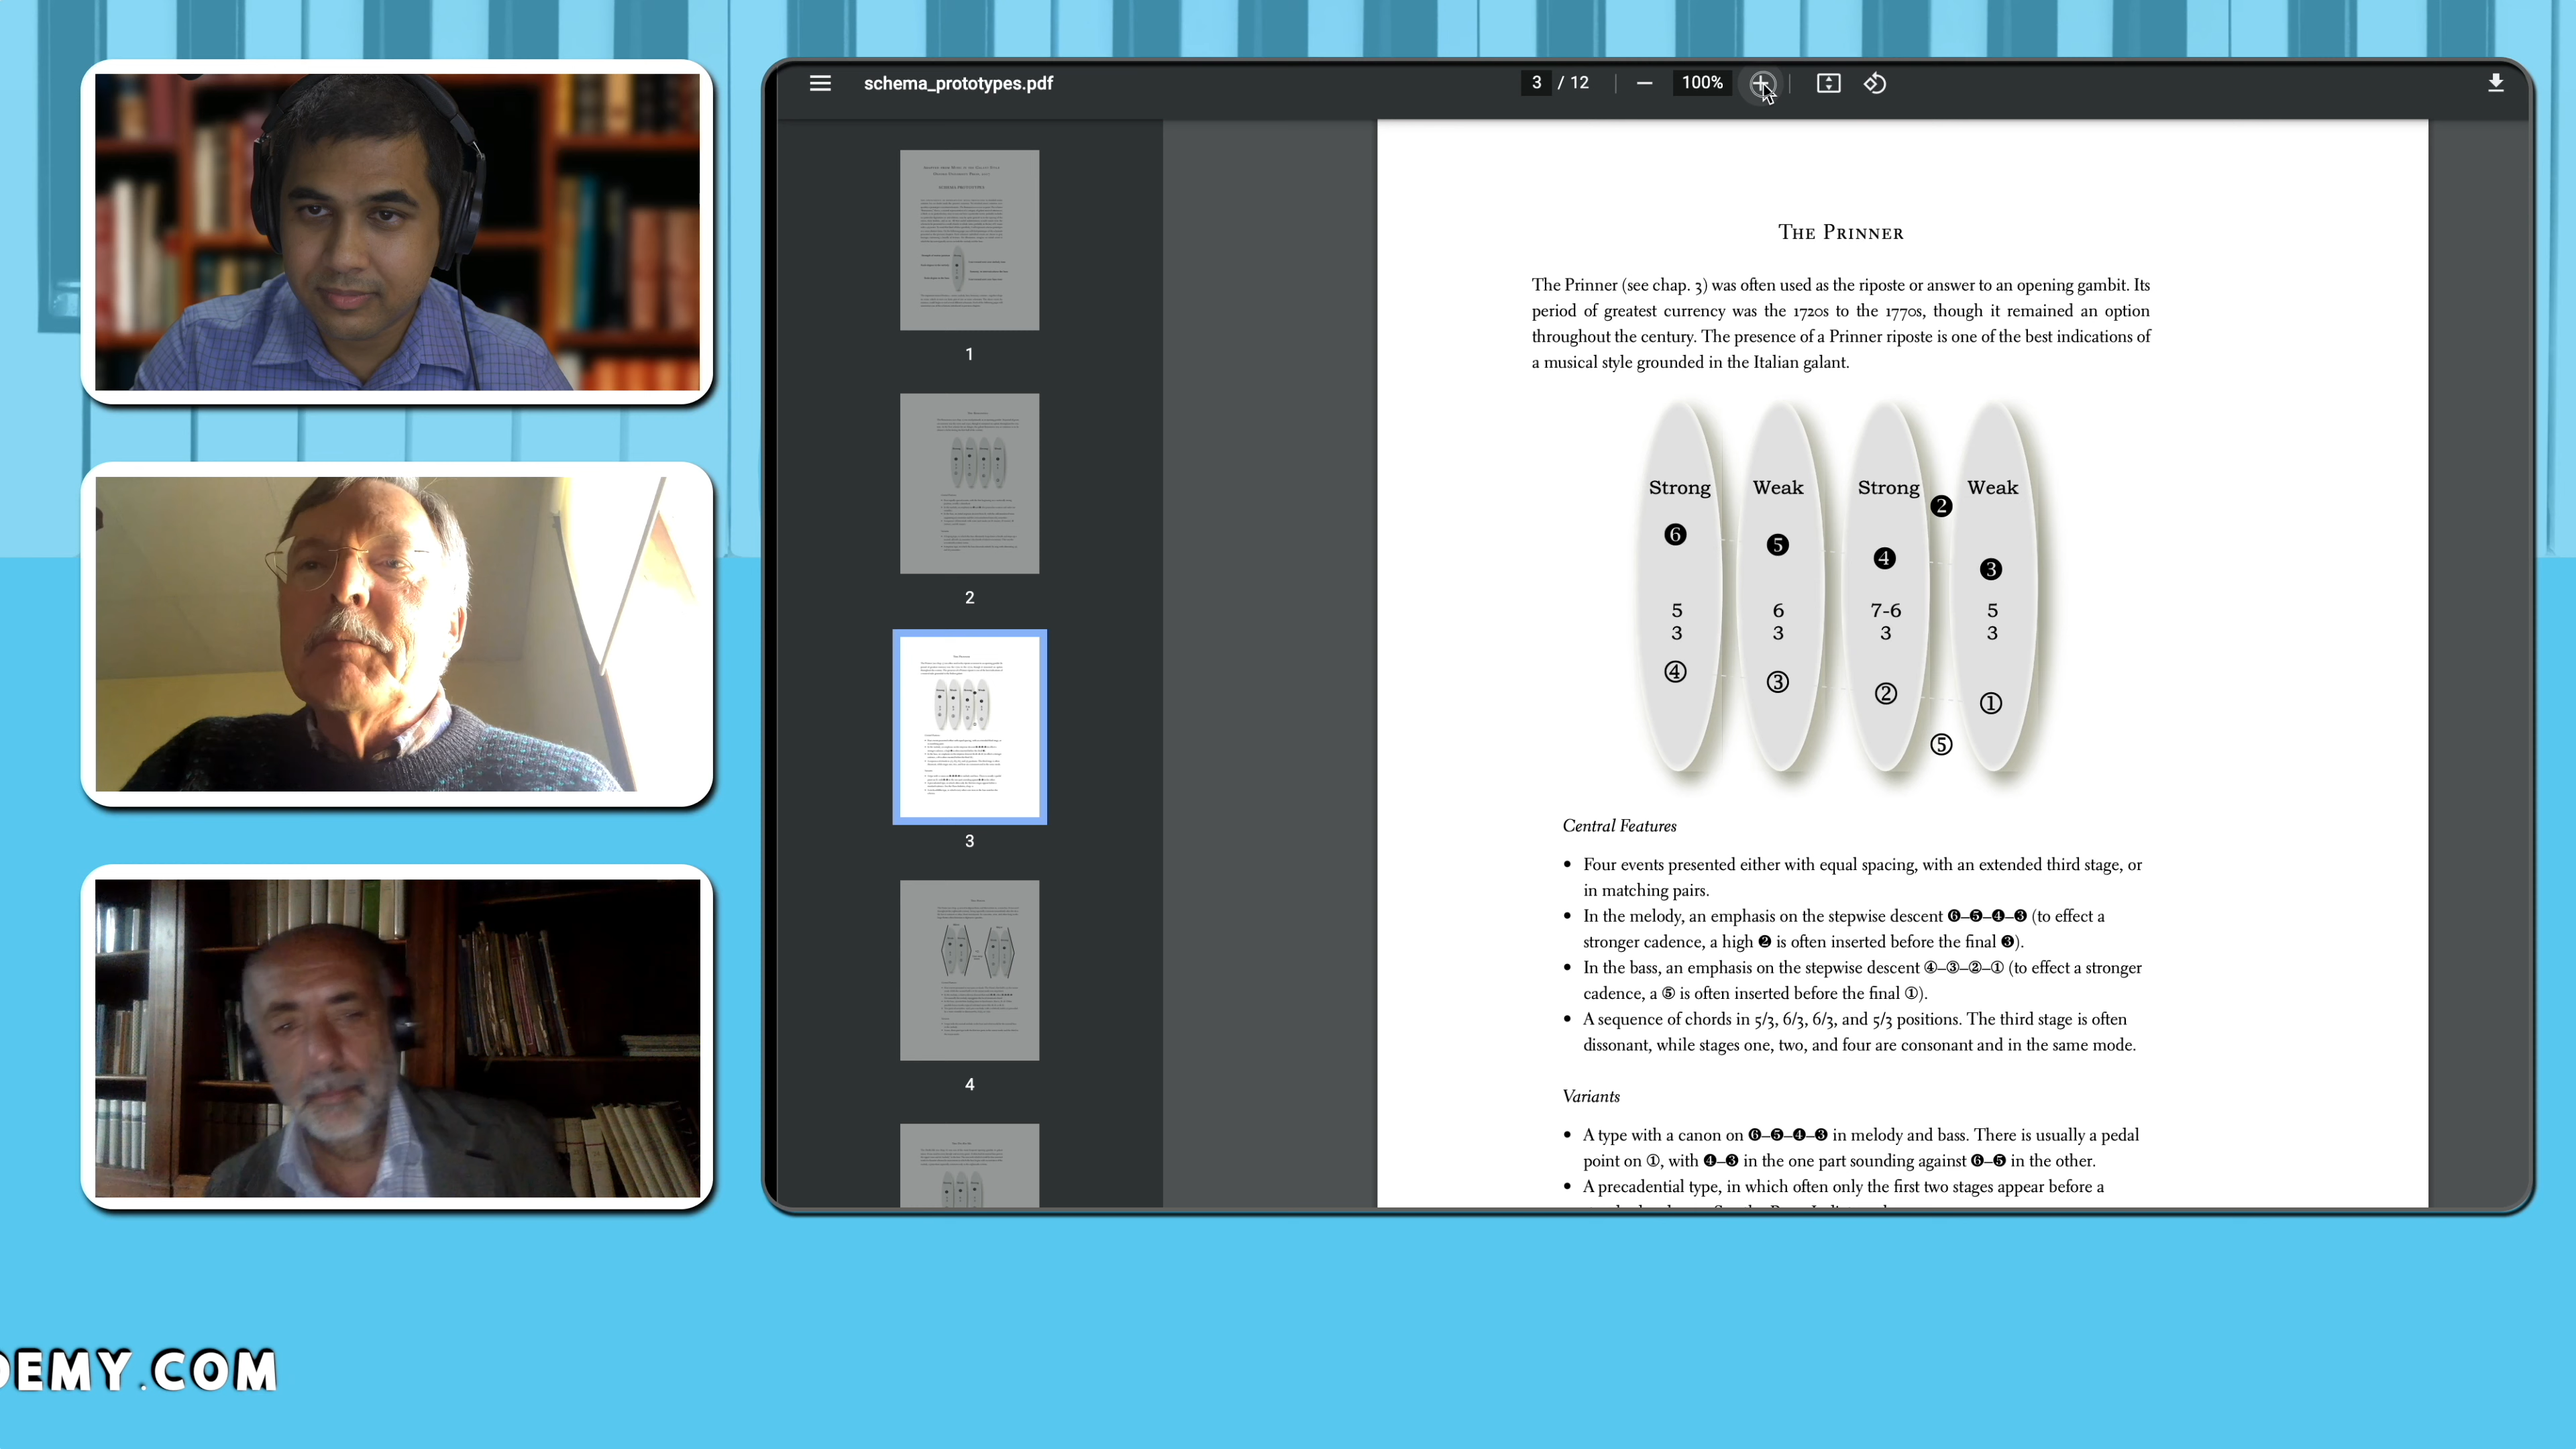 schema_prototypes.pdf
3 / 12
100%
1
2
3
4
THE PRINNER
The Prinner (see chap. 3) was often used as the riposte or answer to an opening gambit. Its
period of greatest currency was the 1720s to the 1770s, though it remained an option
throughout the century. The presence of a Prinner riposte is one of the best indications of
a musical style grounded in the Italian galant.
Strong Weak Strong ❷ Weak
❻ ❺ ❹ ❸
5 6 7-6 5
3 3 3 3
④ ③ ② ①
⑤
Central Features
• Four events presented either with equal spacing, with an extended third stage, or
in matching pairs.
• In the melody, an emphasis on the stepwise descent ❻–❺–❹–❸ (to effect a
stronger cadence, a high ❷ is often inserted before the final ❸).
• In the bass, an emphasis on the stepwise descent ④–③–②–① (to effect a stronger
cadence, a ⑤ is often inserted before the final ①).
• A sequence of chords in 5/3, 6/3, 6/3, and 5/3 positions. The third stage is often
dissonant, while stages one, two, and four are consonant and in the same mode.
Variants
• A type with a canon on ❻–❺–❹–❸ in melody and bass. There is usually a pedal
point on ①, with ❹–❸ in the one part sounding against ❻–❺ in the other.
• A precadential type, in which often only the first two stages appear before a
DEMY.COM